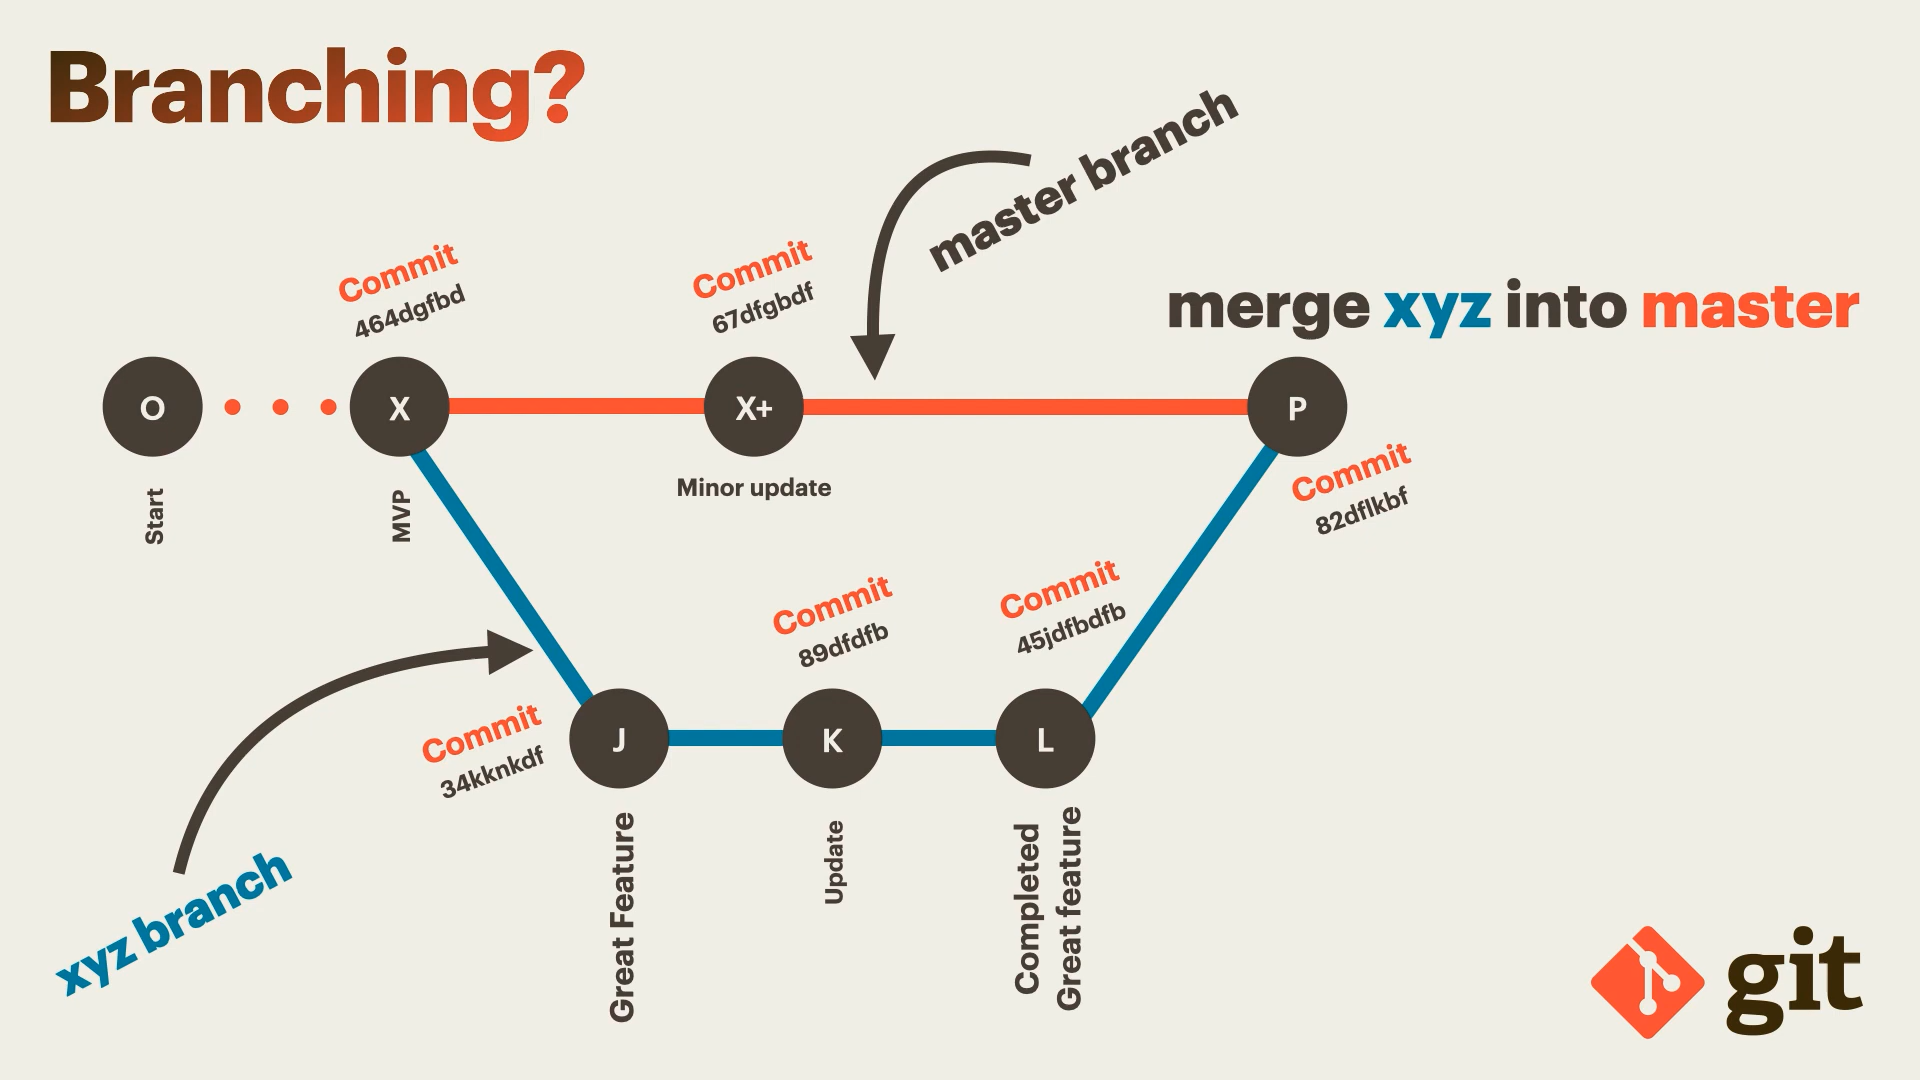 Branching?
master branch
merge xyz into master
Commit
464dgfbd
Commit
67dfgbdf
O
X
X+
P
Start
MVP
Minor update
Commit
82dflkbf
Commit
34kknkdf
Commit
89dfdfb
Commit
45jdfbdfb
J
K
L
Great Feature
Update
Completed
Great feature
xyz branch
git